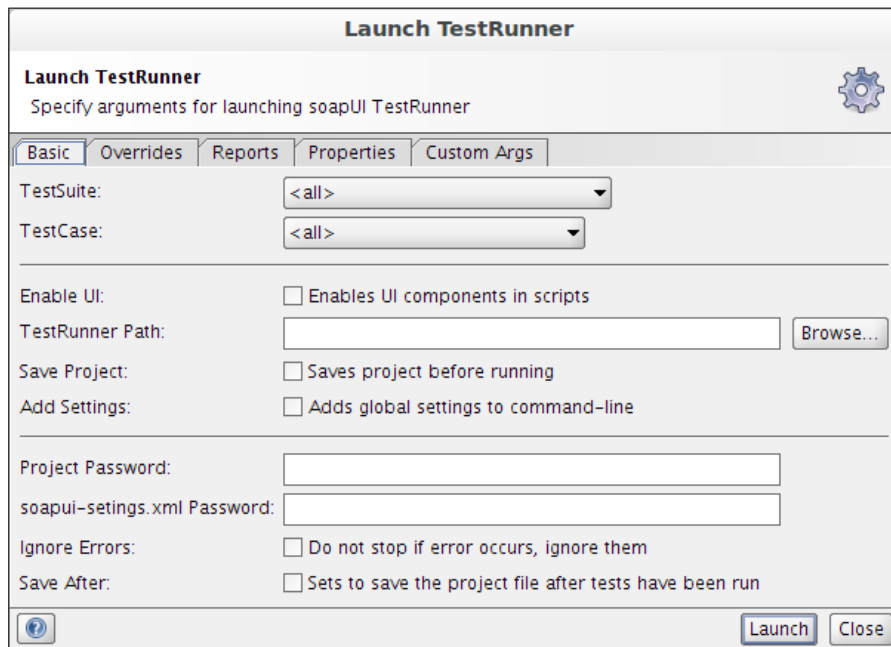 Launch TestRunner
Launch TestRunner
Specify arguments for launching soapUI TestRunner
Basic Overrides Reports Properties Custom Args
TestSuite: <all>
TestCase: <all>
Enable UI: Enables UI components in scripts
TestRunner Path: Browse...
Save Project: Saves project before running
Add Settings: Adds global settings to command-line
Project Password:
soapui-setings.xml Password:
Ignore Errors: Do not stop if error occurs, ignore them
Save After: Sets to save the project file after tests have been run
? Launch Close